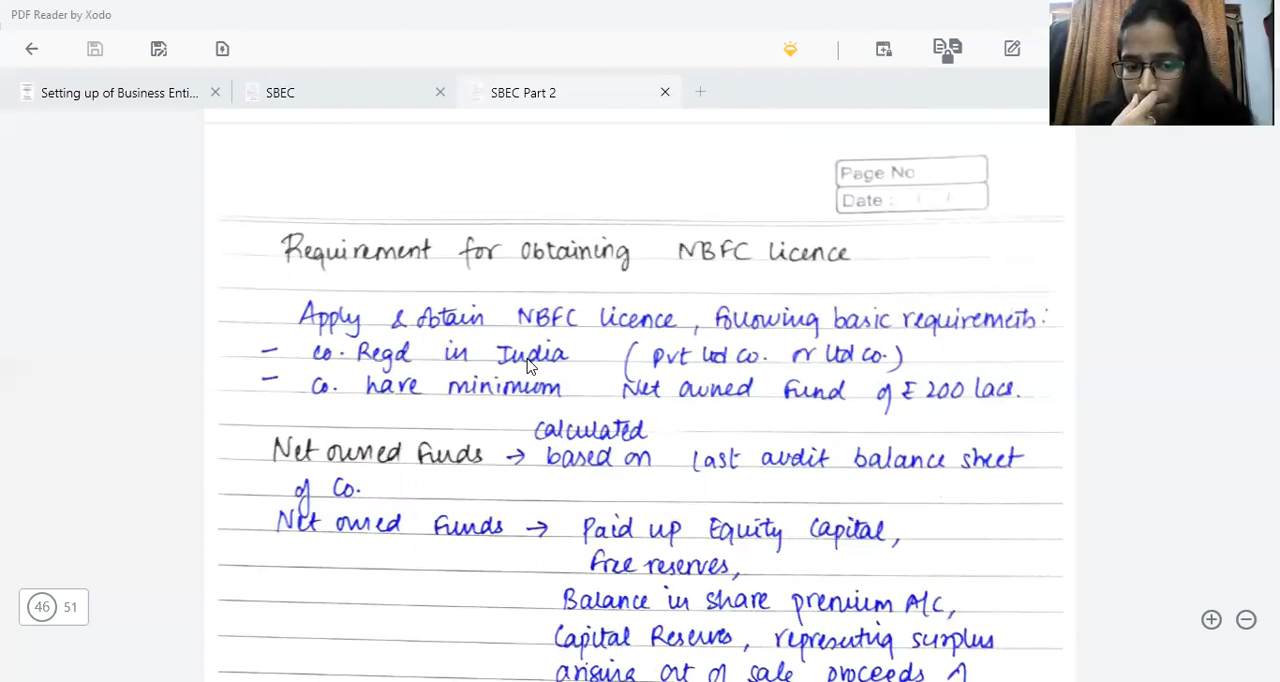 PDF Reader by Xodo
Setting up of Business Enti...
SBEC
SBEC Part 2
Page No
Date :
Requirement for obtaining NBFC licence
Apply & obtain NBFC licence, following basic requirements:
- co. Regd in India (Pvt Ltd Co. or Ltd Co.)
- Co. have minimum Net owned Fund of ₹ 200 lacs.
calculated
Net owned Funds → based on last audit balance sheet
of Co.
Net owned Funds → Paid up Equity Capital,
Free reserves,
Balance in share premium A/C,
Capital Reserves, representing surplus
arising out of sale proceeds of
46 51